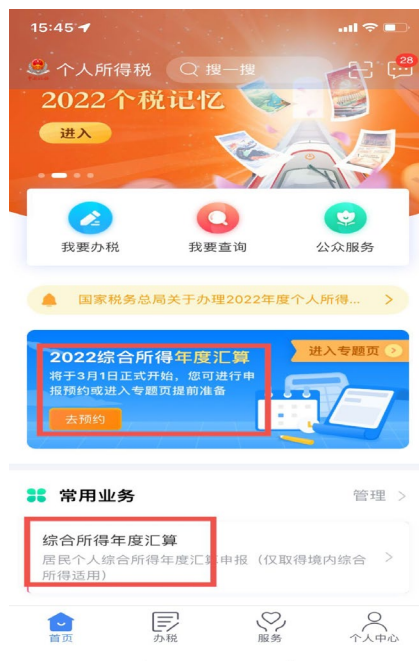 15:45
个人所得税
搜一搜
28
2022个税记忆
进入
我要办税
我要查询
公众服务
国家税务总局关于办理2022年度个人所得...
2022综合所得年度汇算
进入专题页
将于3月1日正式开始，您可进行申
报预约或进入专题页提前准备
去预约
常用业务
管理
综合所得年度汇算
居民个人综合所得年度汇算申报（仅取得境内综合
所得适用）
首页
办税
服务
个人中心